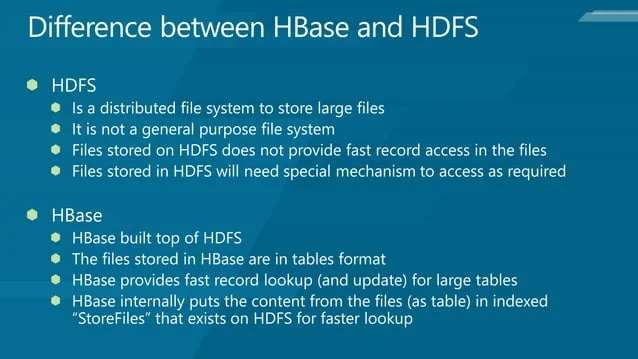 Difference between HBase and HDFS
HDFS
Is a distributed file system to store large files
It is not a general purpose file system
Files stored on HDFS does not provide fast record access in the files
Files stored in HDFS will need special mechanism to access as required
HBase
HBase built top of HDFS
The files stored in HBase are in tables format
HBase provides fast record lookup (and update) for large tables
HBase internally puts the content from the files (as table) in indexed
“StoreFiles” that exists on HDFS for faster lookup